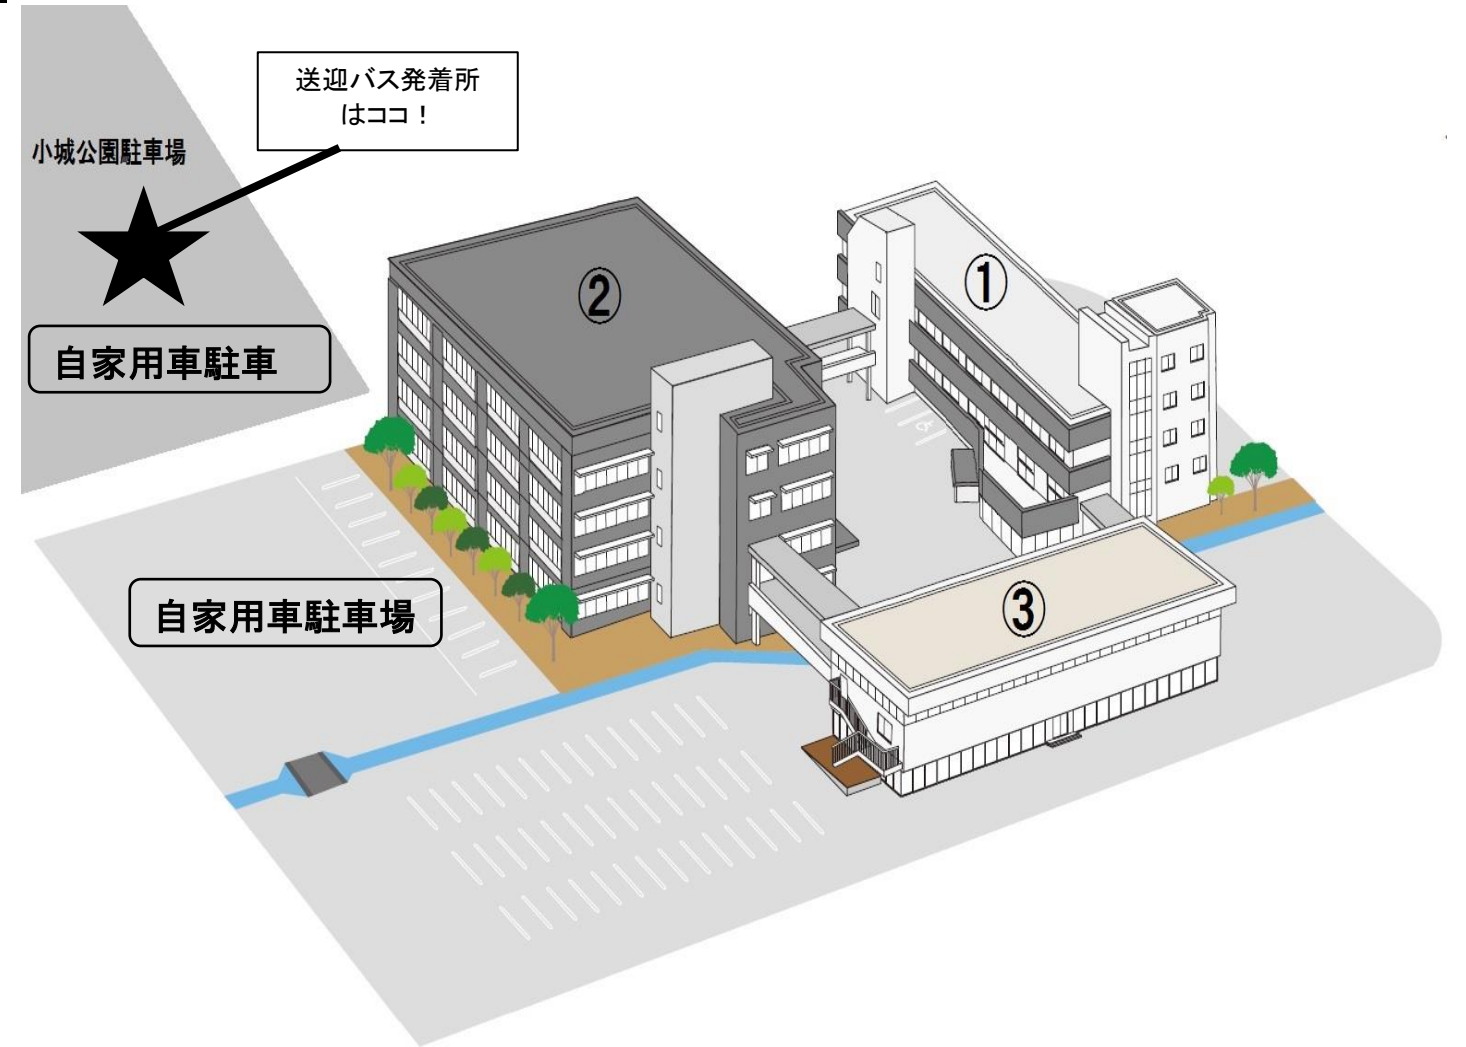 送迎バス発着所
はココ！
小城公園駐車場
自家用車駐車
②
①
自家用車駐車場
③